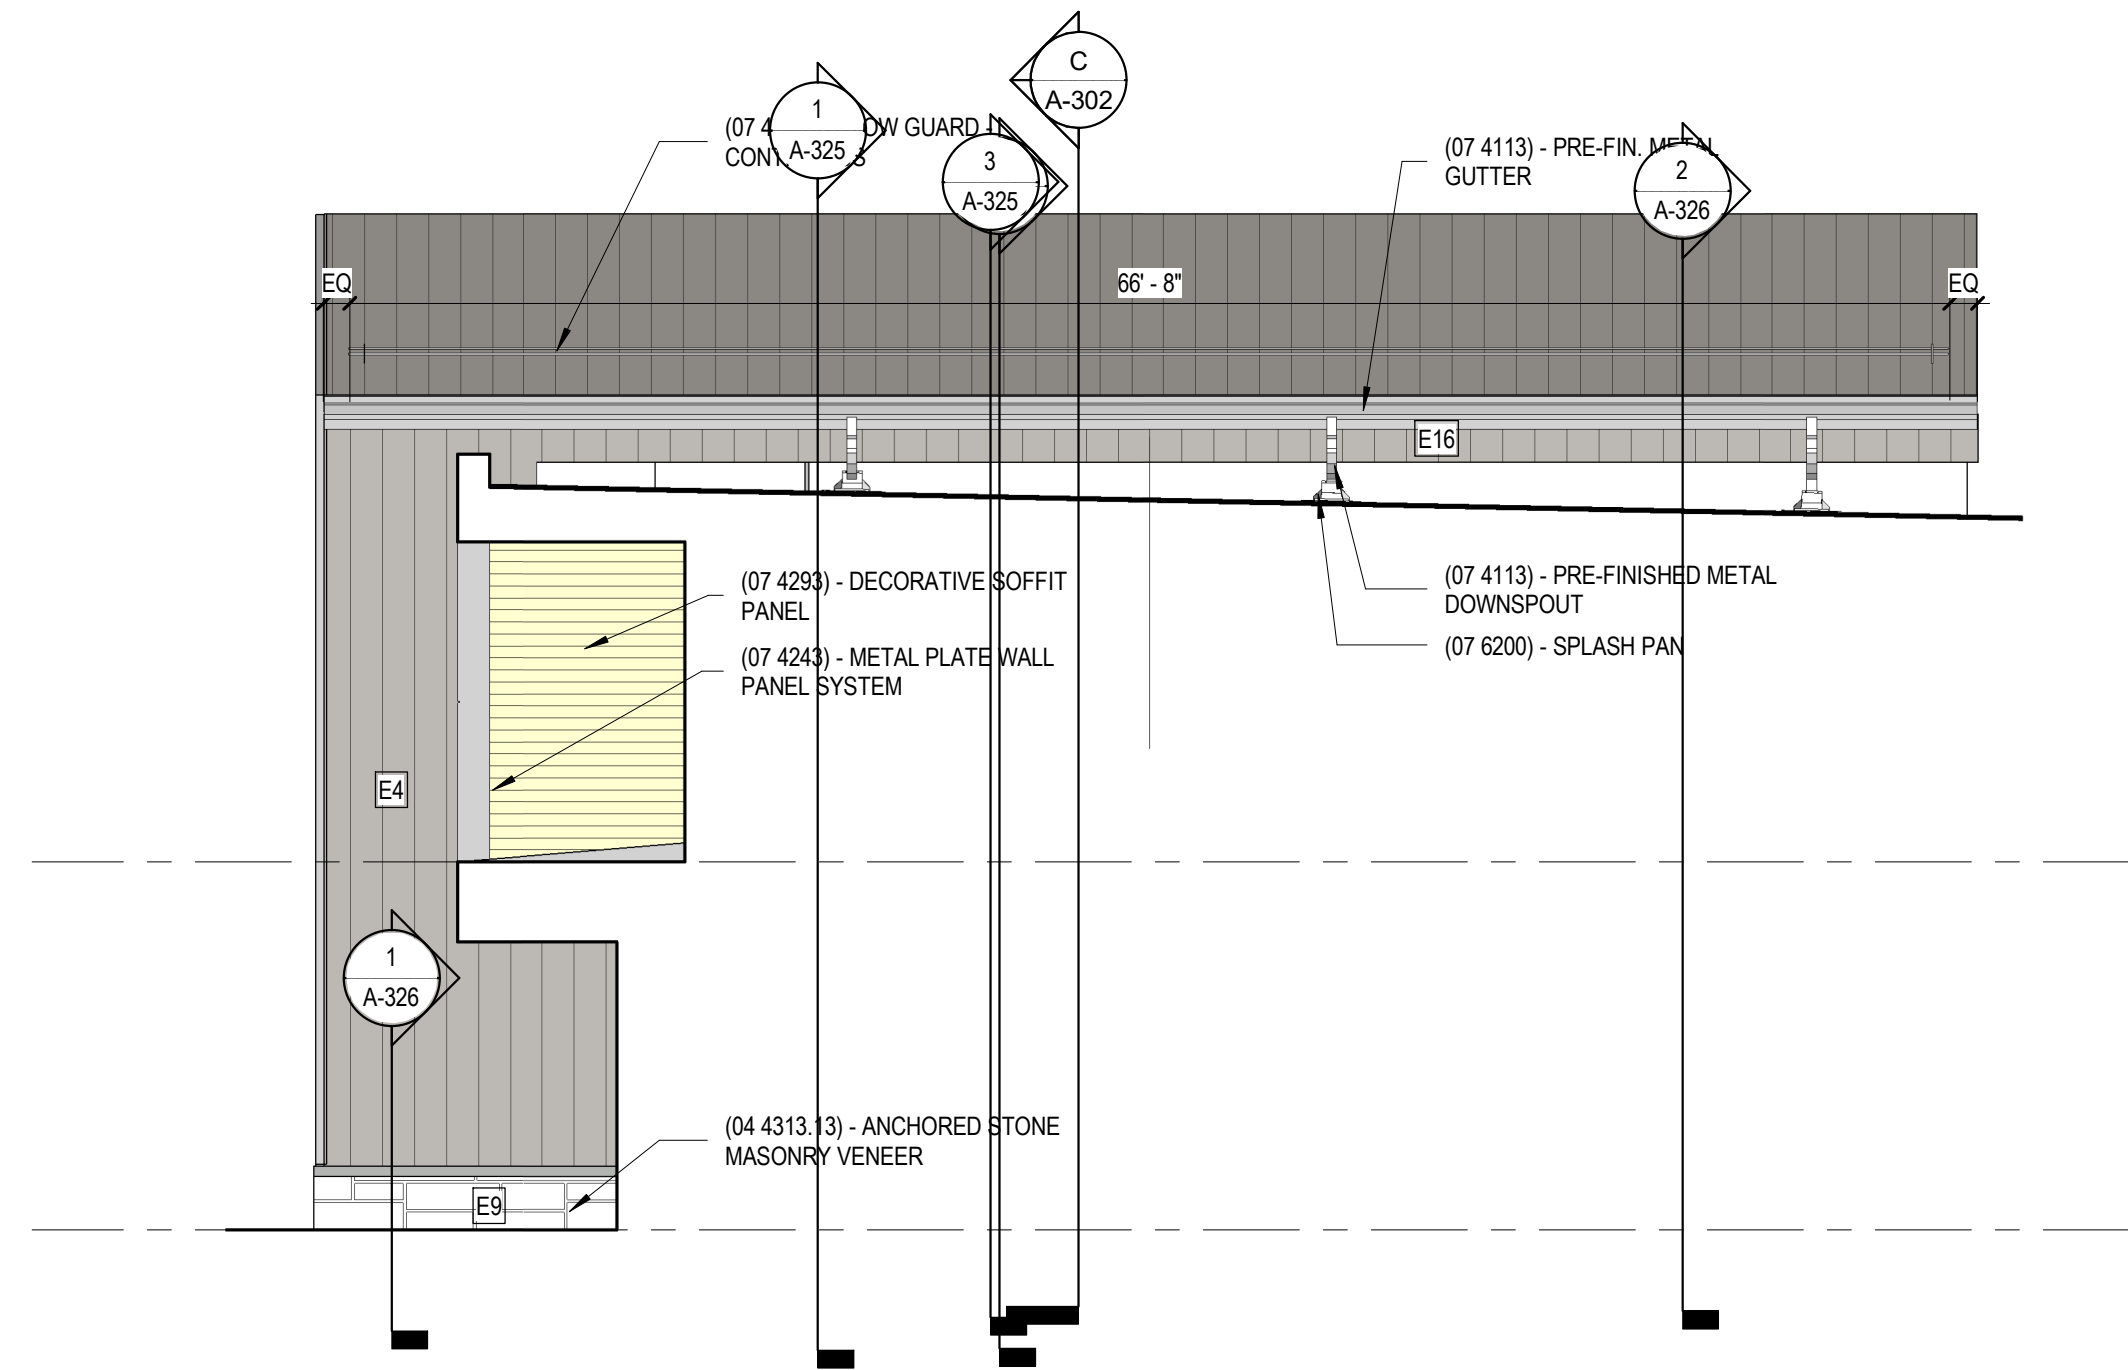 C
A-302
1
A-325
(07 4 OW GUARD -
CONT S
3
A-325
(07 4113) - PRE-FIN. METAL
GUTTER
2
A-326
EQ
66' - 8"
EQ
E16
(07 4293) - DECORATIVE SOFFIT
PANEL
(07 4243) - METAL PLATE WALL
PANEL SYSTEM
(07 4113) - PRE-FINISHED METAL
DOWNSPOUT
(07 6200) - SPLASH PAN
E4
1
A-326
(04 4313.13) - ANCHORED STONE
MASONRY VENEER
E9